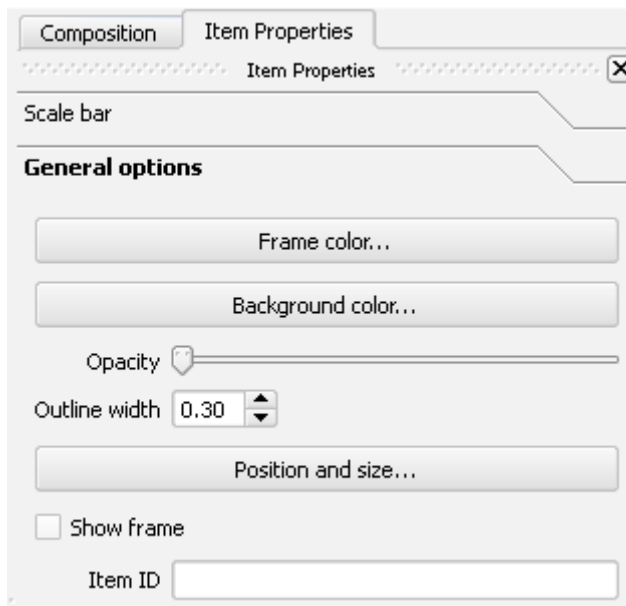 Composition Item Properties
Item Properties
Scale bar
General options
Frame color...
Background color...
Opacity
Outline width 0.30
Position and size...
Show frame
Item ID